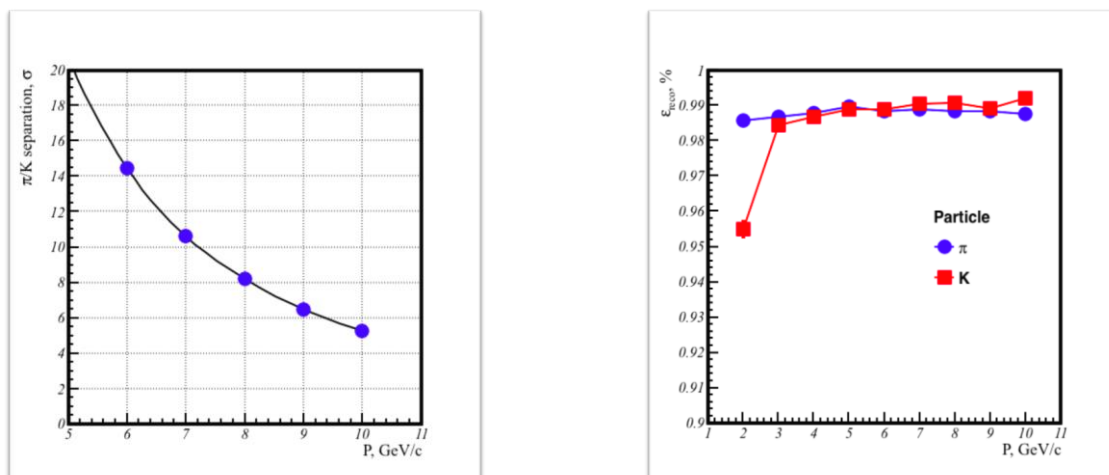 π/K separation, σ
20
18
16
14
12
10
8
6
4
2
0
5 6 7 8 9 10 11
P, GeV/c
ε_reco, %
1
0.99
0.98
0.97
0.96
0.95
0.94
0.93
0.92
0.91
0.9
Particle
π
K
1 2 3 4 5 6 7 8 9 10 11
P, GeV/c